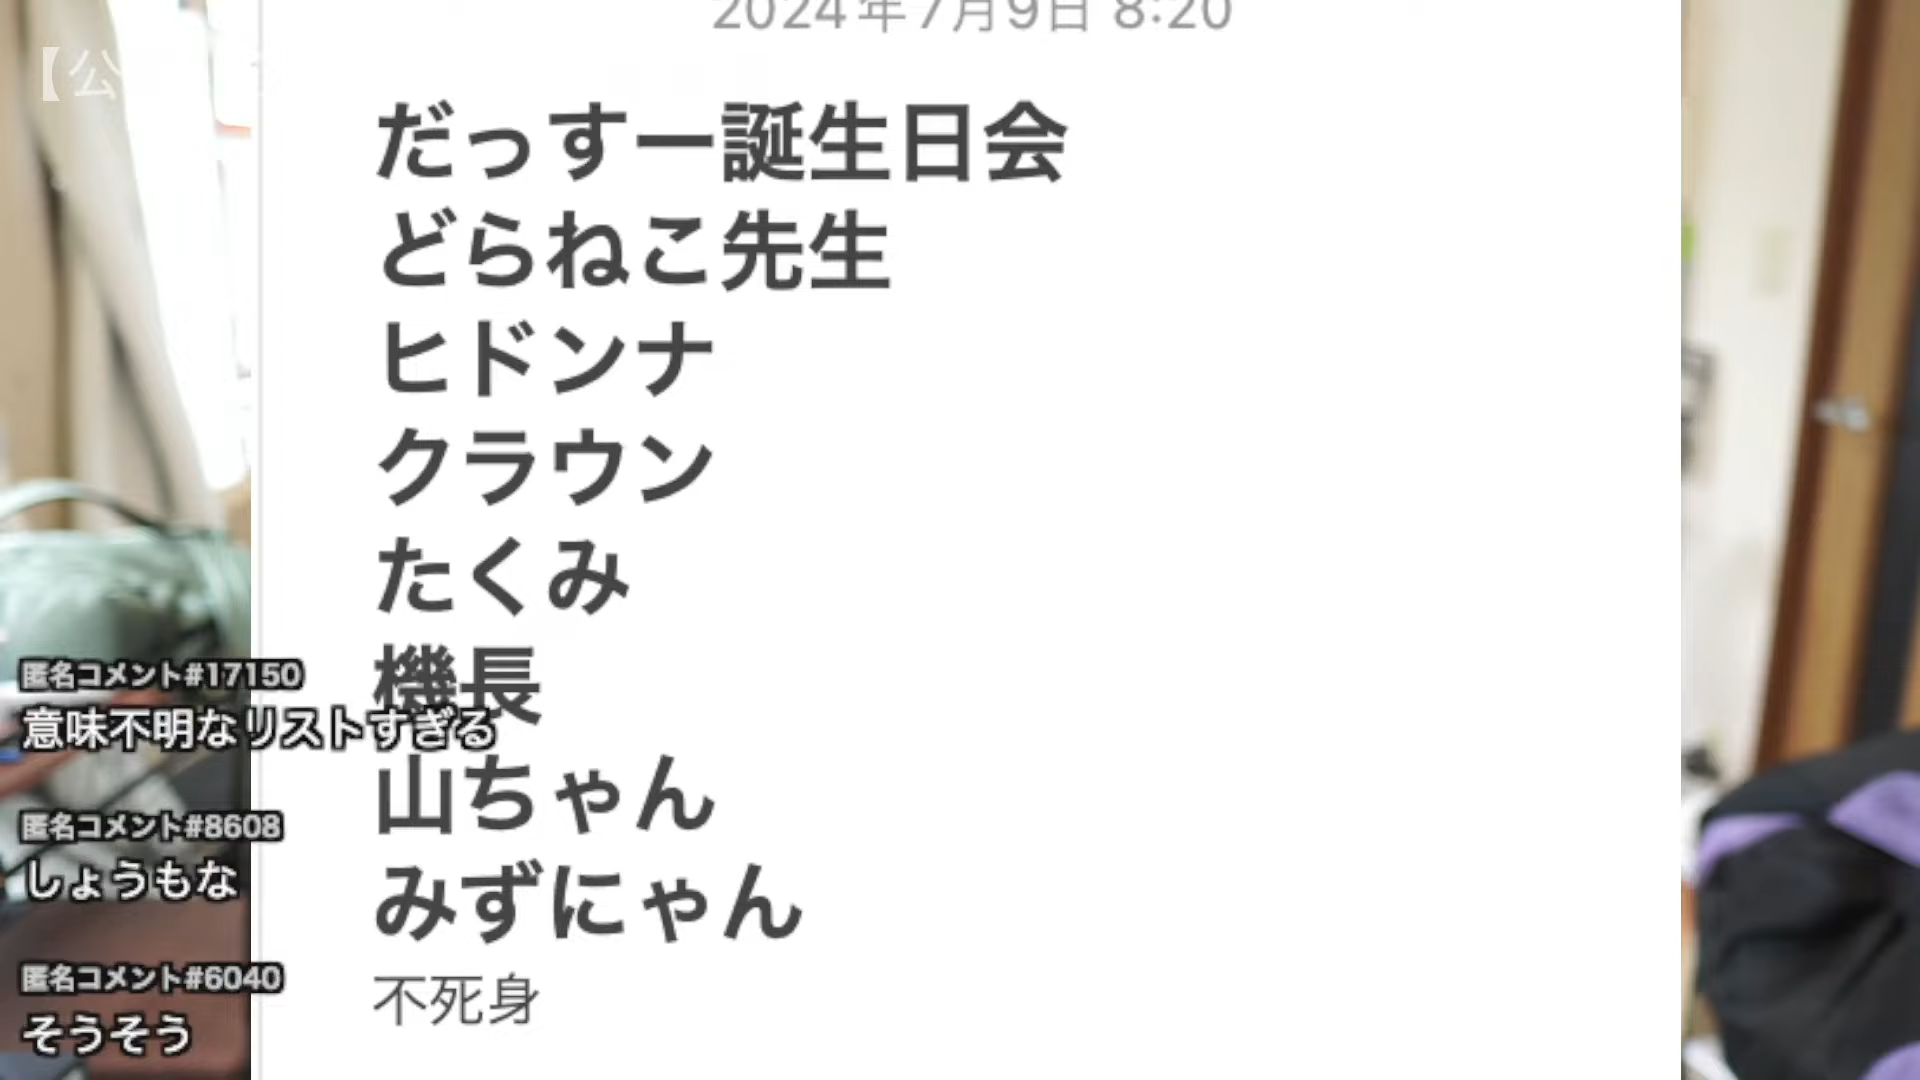 2024年7月9日 8:20
【公
だっすー誕生日会
どらねこ先生
ヒドンナ
クラウン
たくみ
機長
山ちゃん
みずにゃん
不死身
匿名コメント#17150
意味不明なリストすぎる
匿名コメント#8608
しょうもな
匿名コメント#6040
そうそう